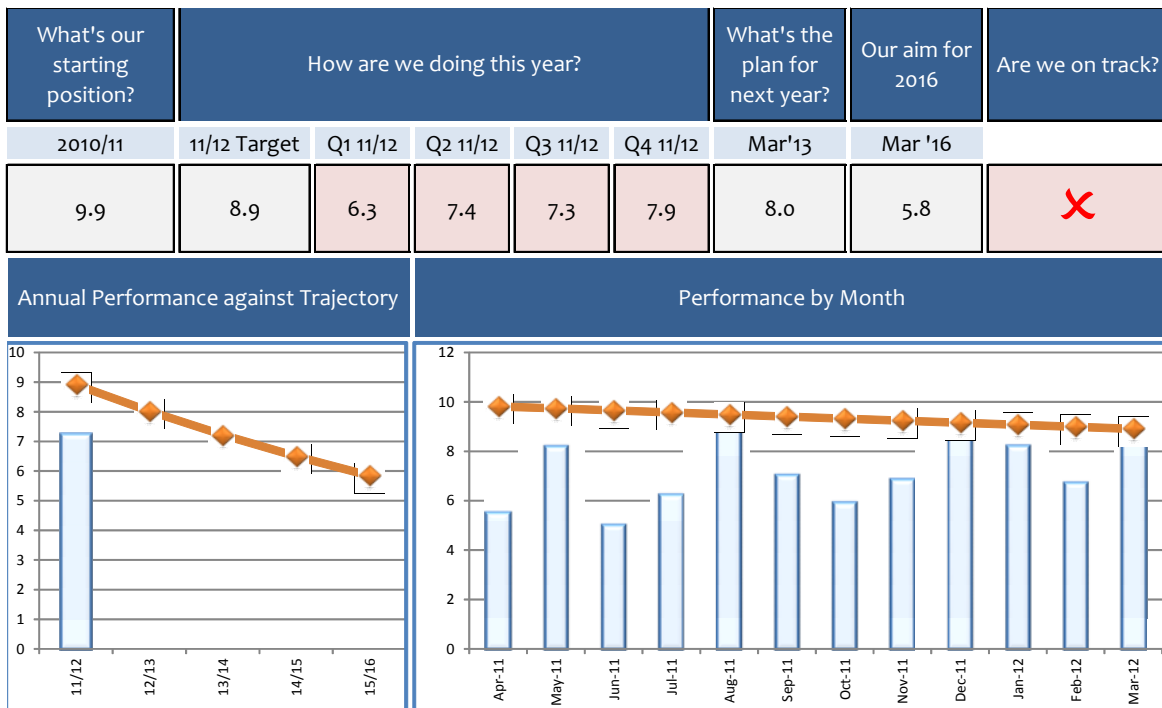 What's our starting position?
How are we doing this year?
What's the plan for next year?
Our aim for 2016
Are we on track?
2010/11
11/12 Target
Q1 11/12
Q2 11/12
Q3 11/12
Q4 11/12
Mar'13
Mar '16
9.9
8.9
6.3
7.4
7.3
7.9
8.0
5.8
Annual Performance against Trajectory
Performance by Month
10
9
8
7
6
5
4
3
2
1
0
11/12
12/13
13/14
14/15
15/16
12
10
8
6
4
2
0
Apr-11
May-11
Jun-11
Jul-11
Aug-11
Sep-11
Oct-11
Nov-11
Dec-11
Jan-12
Feb-12
Mar-12